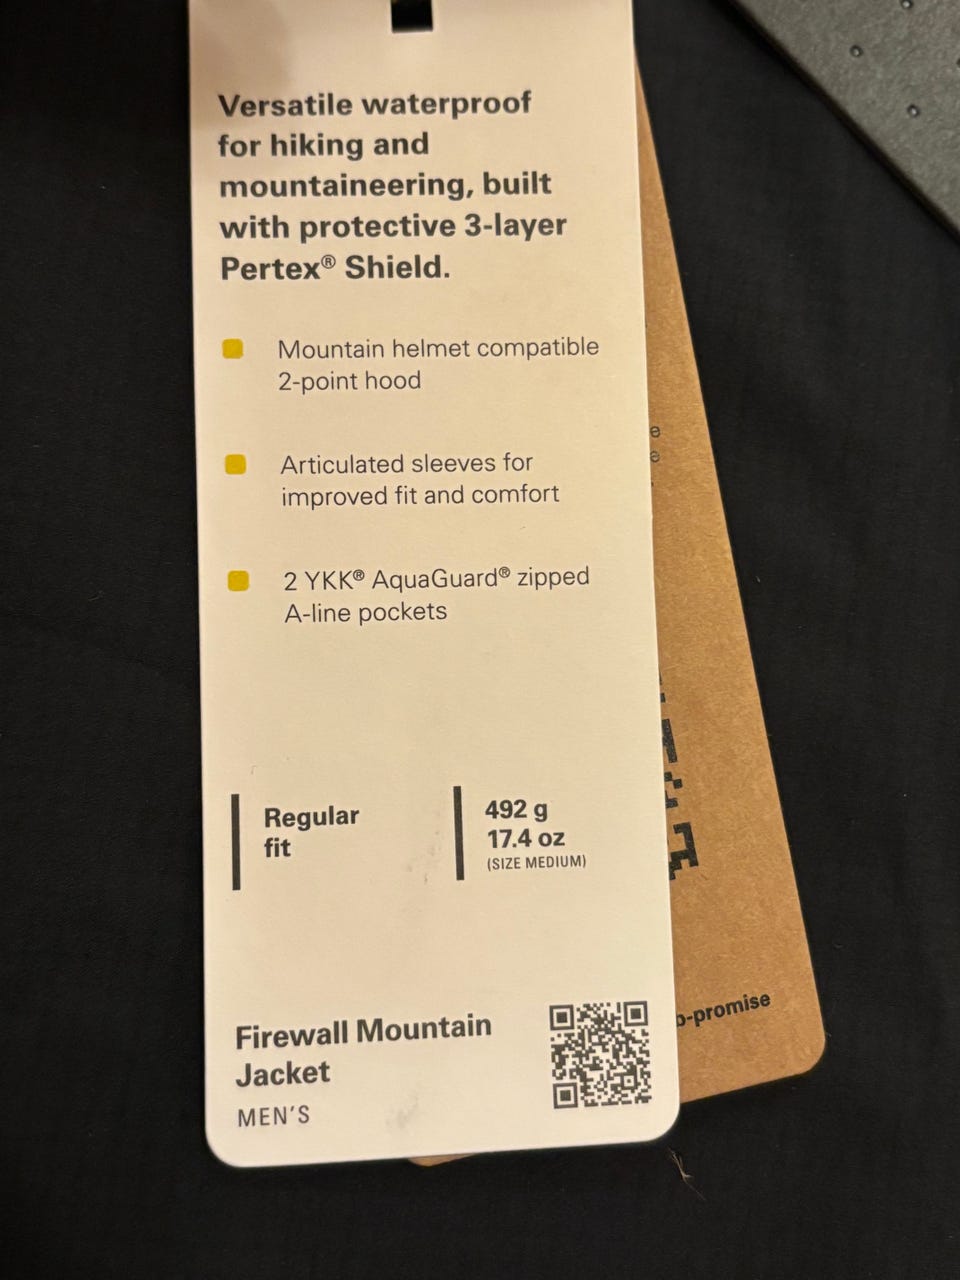 Versatile waterproof
for hiking and
mountaineering, built
with protective 3-layer
Pertex® Shield.
Mountain helmet compatible
2-point hood
Articulated sleeves for
improved fit and comfort
2 YKK® AquaGuard® zipped
A-line pockets
Regular
fit
492 g
17.4 oz
(SIZE MEDIUM)
Firewall Mountain
Jacket
MEN'S
-promise